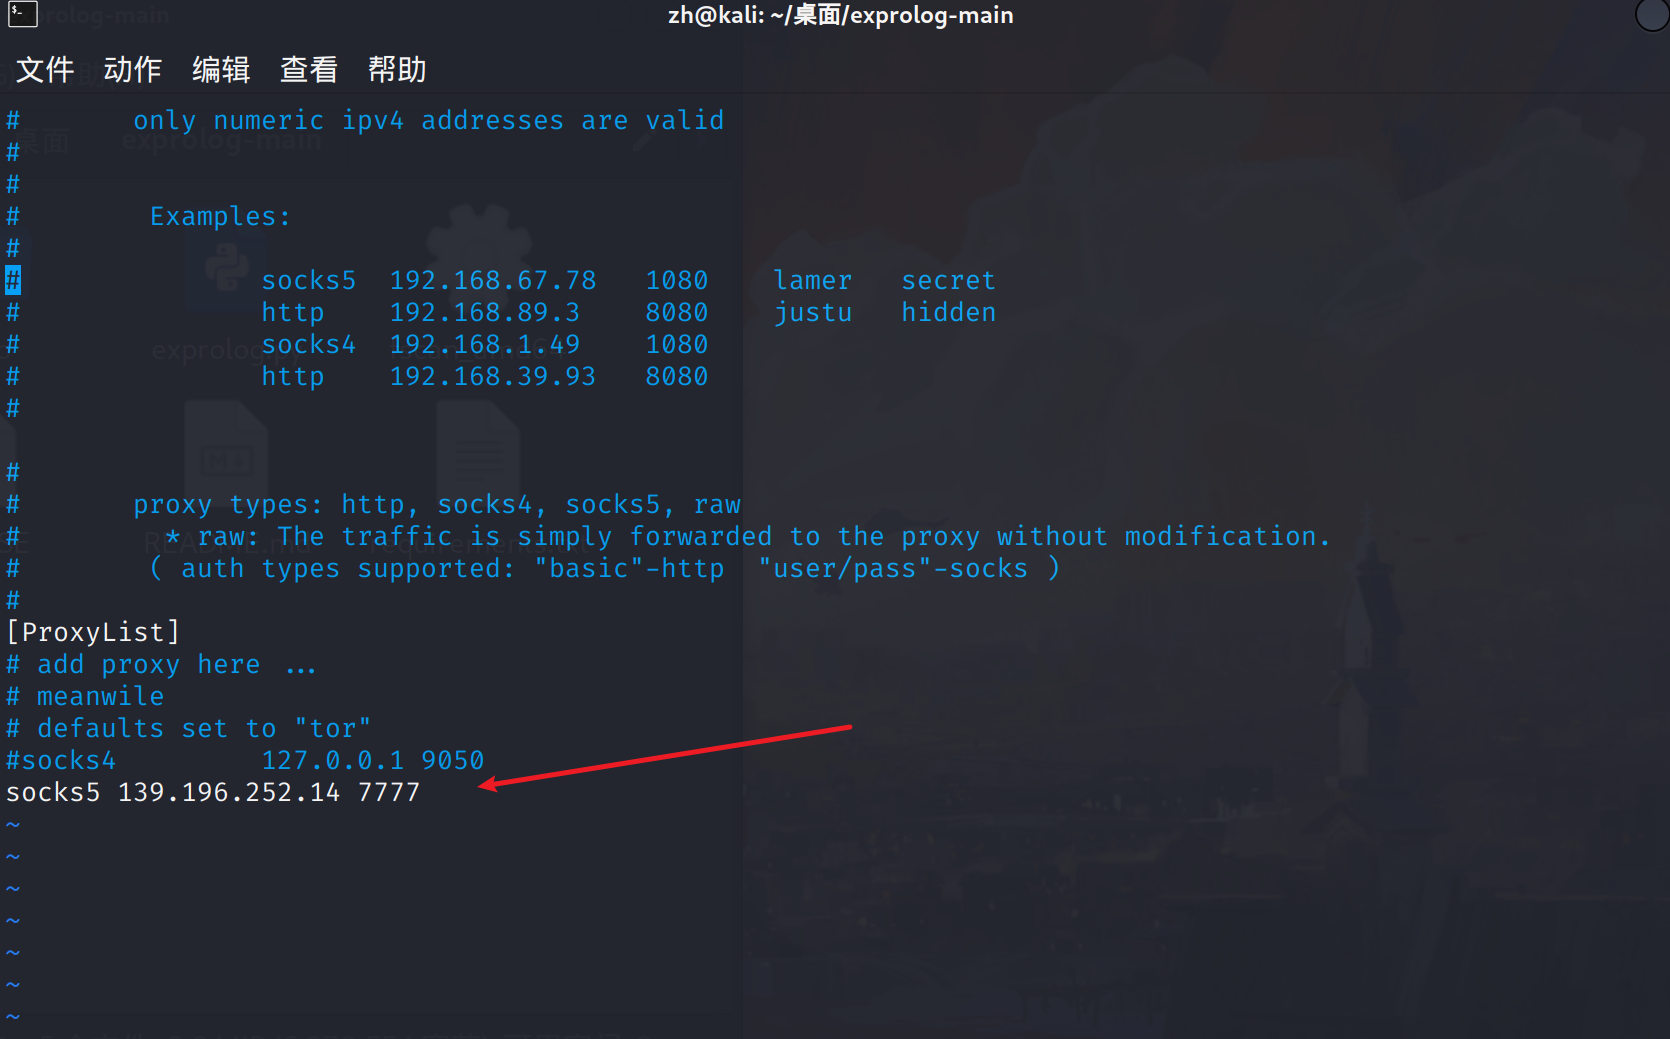 zh@kali: ~/桌面/exprolog-main
文件 动作 编辑 查看 帮助
# only numeric ipv4 addresses are valid
#
#
# Examples:
#
# socks5 192.168.67.78 1080 lamer secret
# http 192.168.89.3 8080 justu hidden
# socks4 192.168.1.49 1080
# http 192.168.39.93 8080
#
#
# proxy types: http, socks4, socks5, raw
# * raw: The traffic is simply forwarded to the proxy without modification.
# ( auth types supported: "basic"-http "user/pass"-socks )
#
[ProxyList]
# add proxy here ...
# meanwile
# defaults set to "tor"
#socks4 127.0.0.1 9050
socks5 139.196.252.14 7777
~
~
~
~
~
~
~